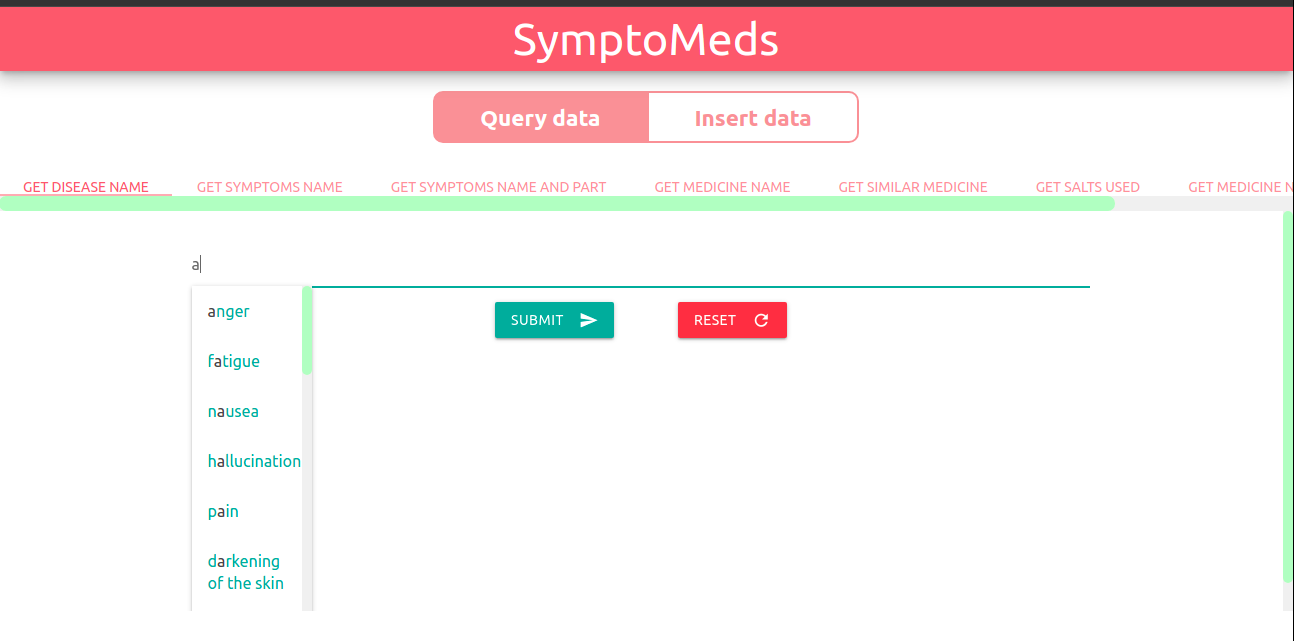 SymptoMeds
Query data
Insert data
GET DISEASE NAME
GET SYMPTOMS NAME
GET SYMPTOMS NAME AND PART
GET MEDICINE NAME
GET SIMILAR MEDICINE
GET SALTS USED
GET MEDICINE N
a
anger
fatigue
nausea
hallucination
pain
darkening
of the skin
SUBMIT
RESET